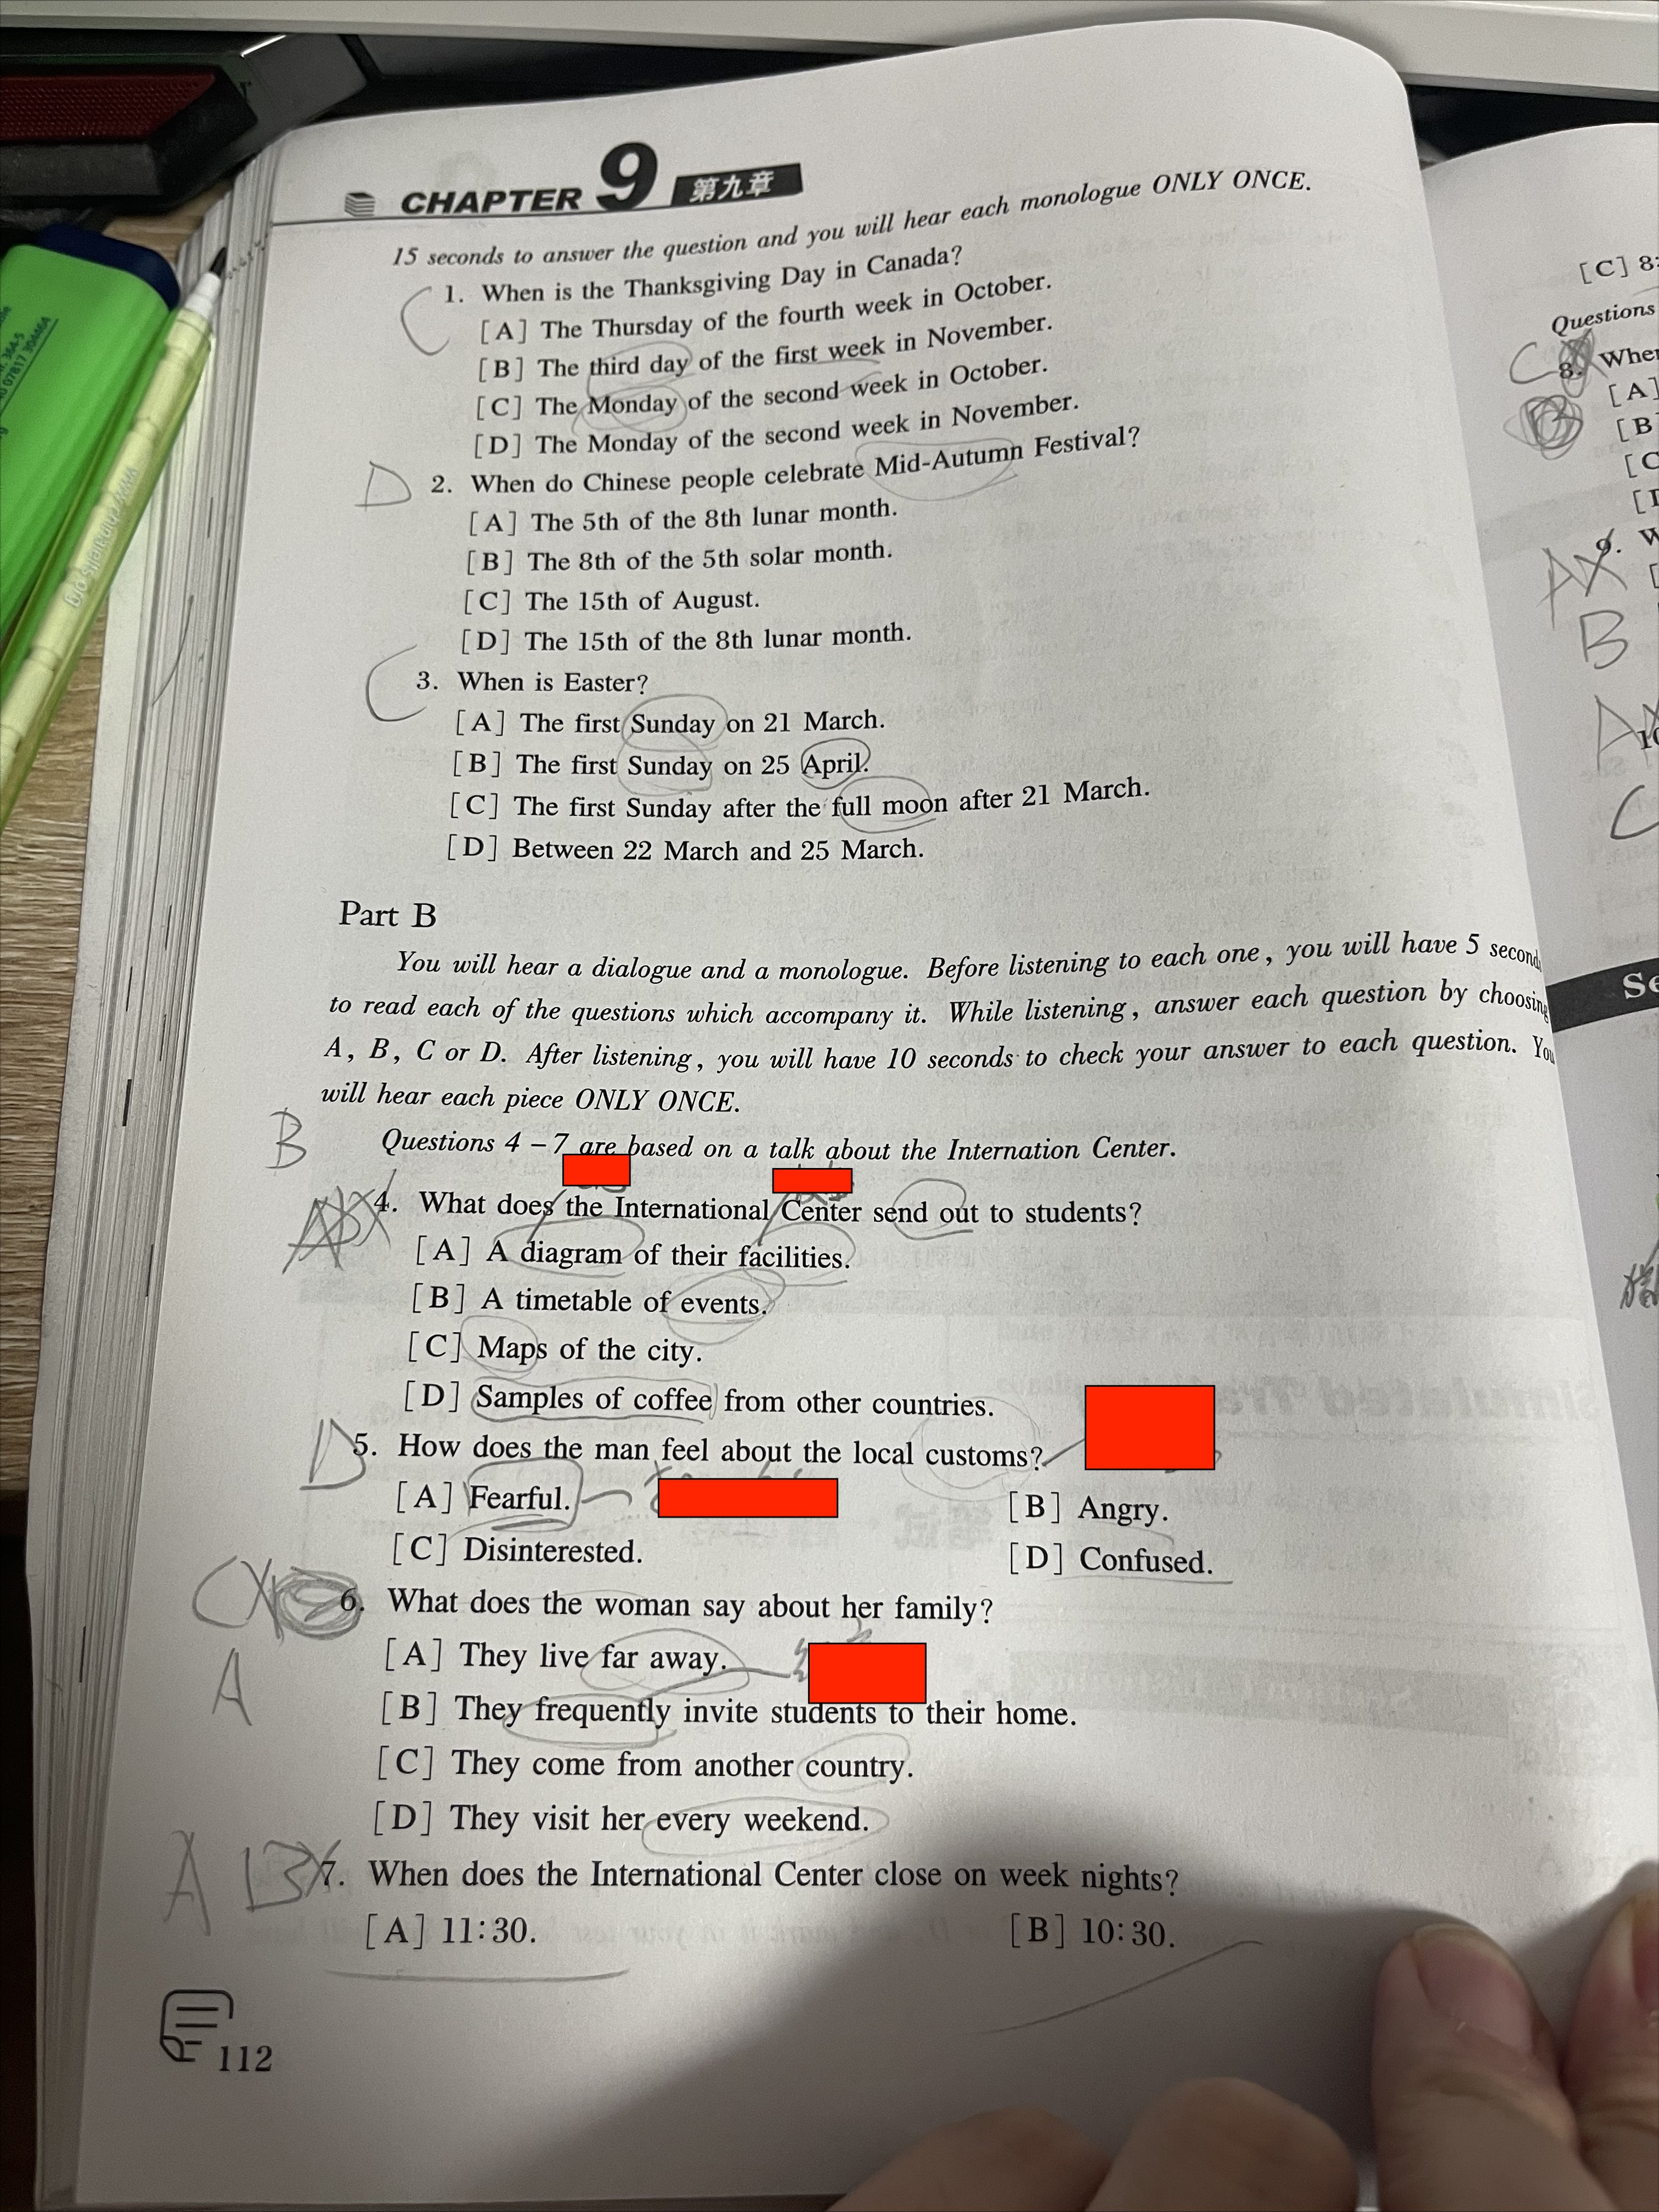 CHAPTER 9 第九章
15 seconds to answer the question and you will hear each monologue ONLY ONCE.
C 1. When is the Thanksgiving Day in Canada?
[A] The Thursday of the fourth week in October.
[B] The third day of the first week in November.
[C] The Monday of the second week in October.
[D] The Monday of the second week in November.
D 2. When do Chinese people celebrate Mid-Autumn Festival?
[A] The 5th of the 8th lunar month.
[B] The 8th of the 5th solar month.
[C] The 15th of August.
[D] The 15th of the 8th lunar month.
C 3. When is Easter?
[A] The first Sunday on 21 March.
[B] The first Sunday on 25 April.
[C] The first Sunday after the full moon after 21 March.
[D] Between 22 March and 25 March.
Part B
You will hear a dialogue and a monologue. Before listening to each one, you will have 5 second
to read each of the questions which accompany it. While listening, answer each question by choosing
A, B, C or D. After listening, you will have 10 seconds to check your answer to each question. You
will hear each piece ONLY ONCE.
B
Questions 4-7 are based on a talk about the Internation Center.
4. What does the International Center send out to students?
[A] A diagram of their facilities.
[B] A timetable of events.
[C] Maps of the city.
[D] Samples of coffee from other countries.
D 5. How does the man feel about the local customs?
[A] Fearful. [B] Angry.
[C] Disinterested. [D] Confused.
C 6. What does the woman say about her family?
[A] They live far away.
A
[B] They frequently invite students to their home.
[C] They come from another country.
[D] They visit her every weekend.
A B 7. When does the International Center close on week nights?
[A] 11:30. [B] 10:30.
112
[C] 8:
Questions
C 8. When
[A]
[B
[C
9. W
A
B
A
C
Se
www.chinatails.org
07817 304464